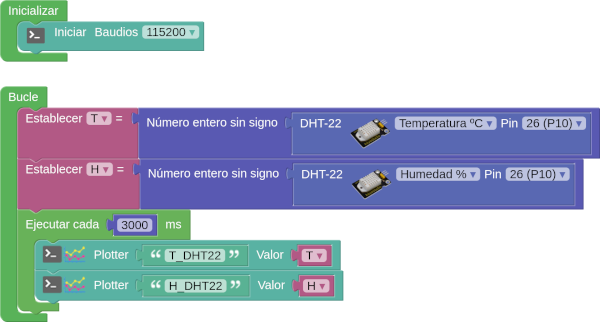 Inicializar
Iniciar Baudios 115200
Bucle
Establecer T = Número entero sin signo DHT-22 Temperatura ºC Pin 26 (P10)
Establecer H = Número entero sin signo DHT-22 Humedad % Pin 26 (P10)
Ejecutar cada 3000 ms
Plotter “ T_DHT22 ” Valor T
Plotter “ H_DHT22 ” Valor H